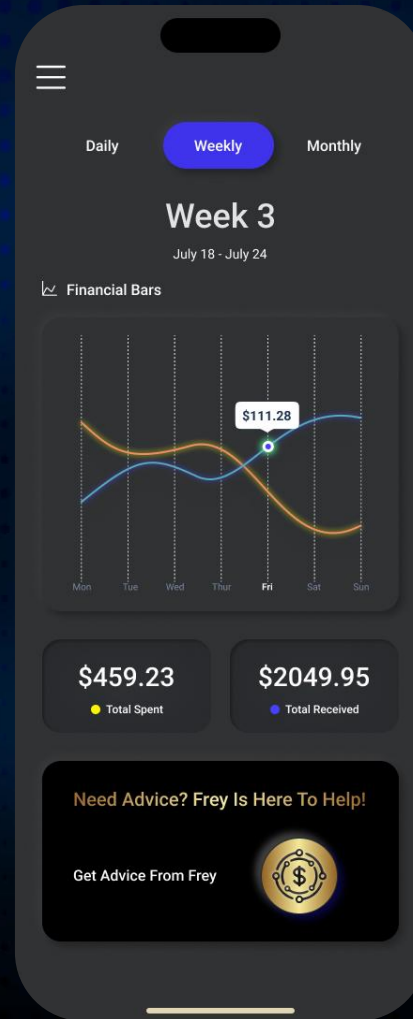 Daily Weekly Monthly
Week 3
July 18 - July 24
Financial Bars
$111.28
Mon Tue Wed Thur Fri Sat Sun
$459.23 $2049.95
Total Spent Total Received
Need Advice? Frey Is Here To Help!
Get Advice From Frey
$